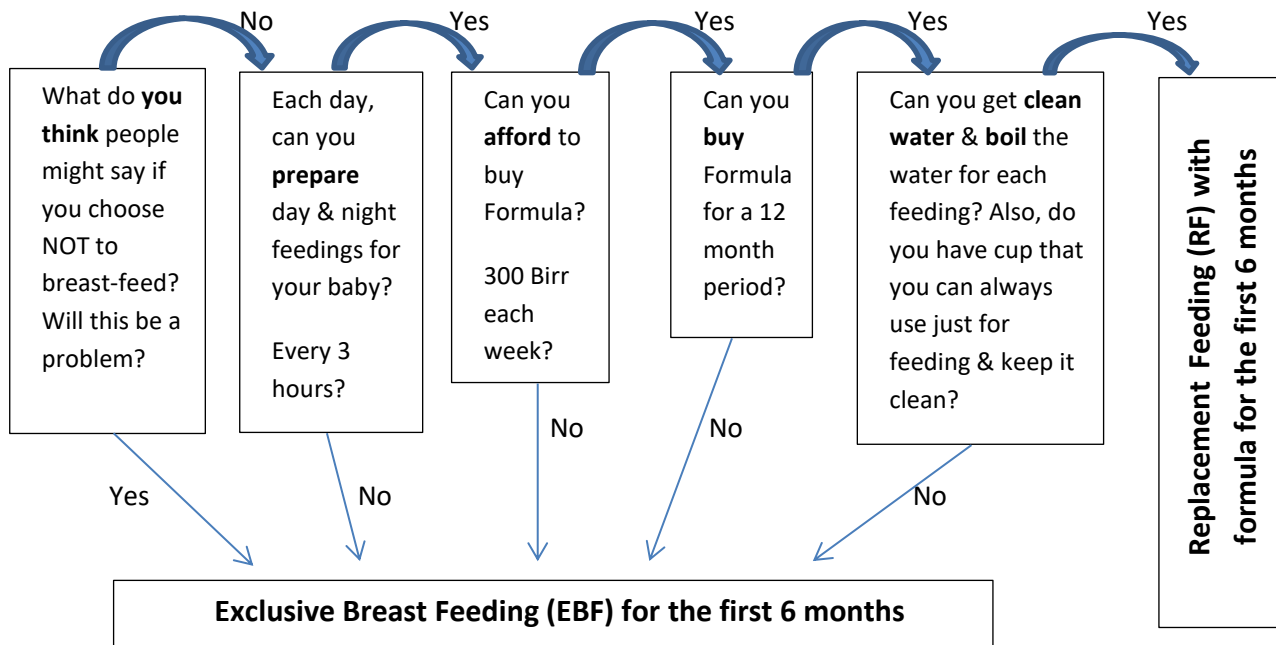 No
Yes
Yes
Yes
Yes
What do you
think people
might say if
you choose
NOT to
breast-feed?
Will this be a
problem?
Each day,
can you
prepare
day & night
feedings for
your baby?
Every 3
hours?
Can you
afford to
buy
Formula?
300 Birr
each
week?
Can you
buy
Formula
for a 12
month
period?
Can you get clean
water & boil the
water for each
feeding? Also, do
you have cup that
you can always
use just for
feeding & keep it
clean?
Replacement Feeding (RF) with
formula for the first 6 months
Yes
No
No
No
No
Exclusive Breast Feeding (EBF) for the first 6 months